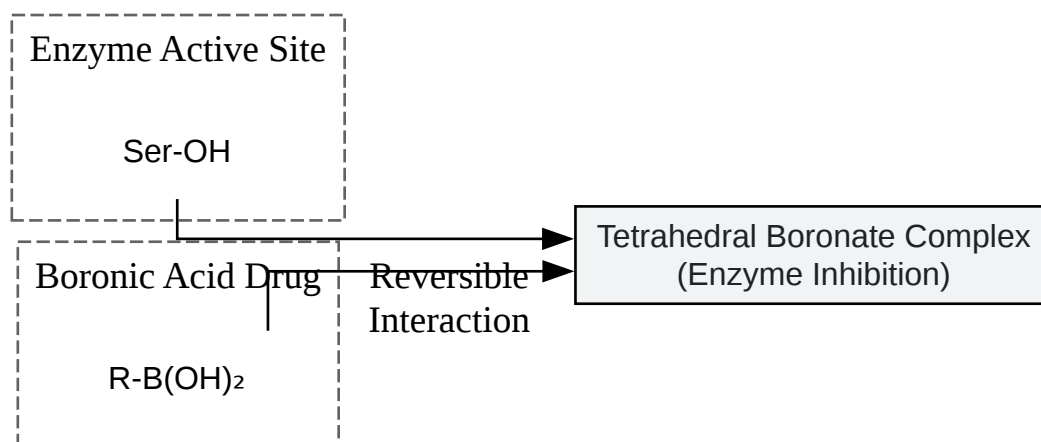 Enzyme Active Site
Ser-OH
Boronic Acid Drug
R-B(OH)₂
Reversible
Interaction
Tetrahedral Boronate Complex
(Enzyme Inhibition)